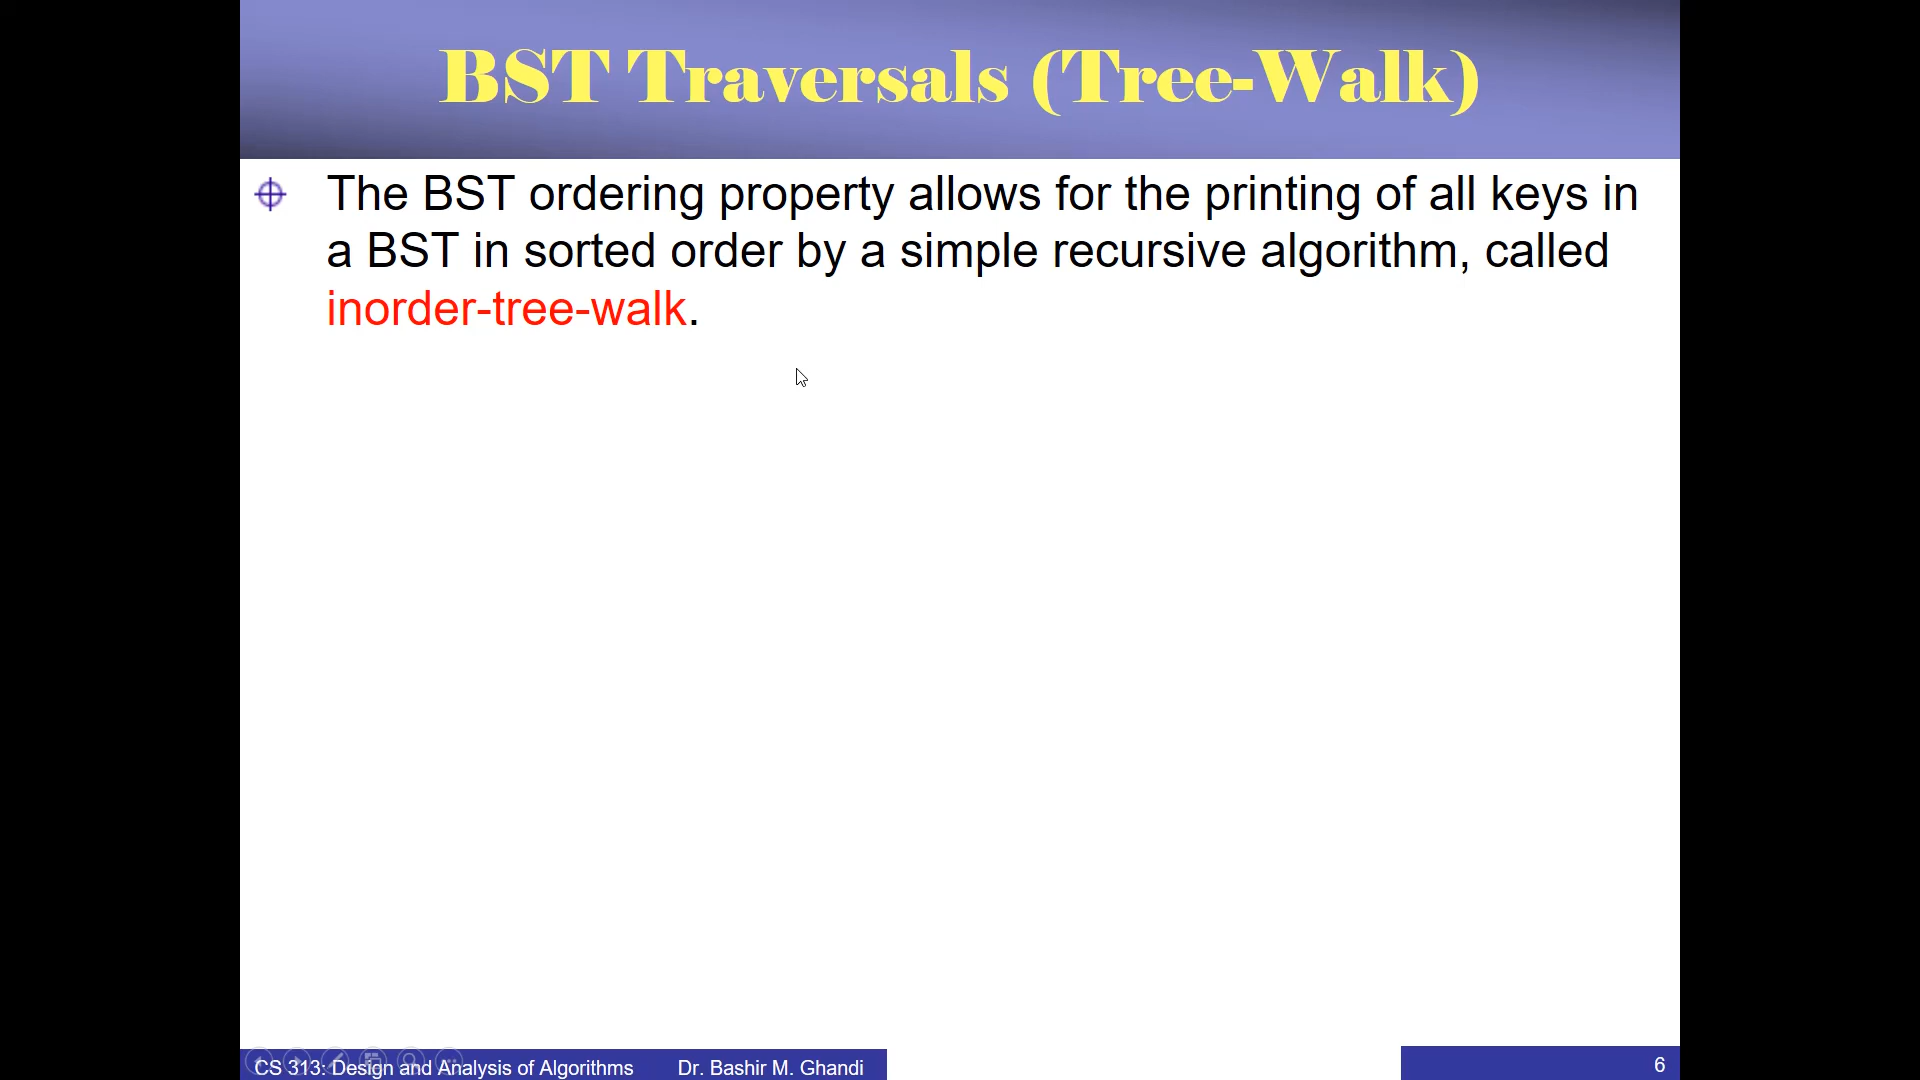 BST Traversals (Tree-Walk)
The BST ordering property allows for the printing of all keys in
a BST in sorted order by a simple recursive algorithm, called
inorder-tree-walk.
CS 313: Design and Analysis of Algorithms Dr. Bashir M. Ghandi
6